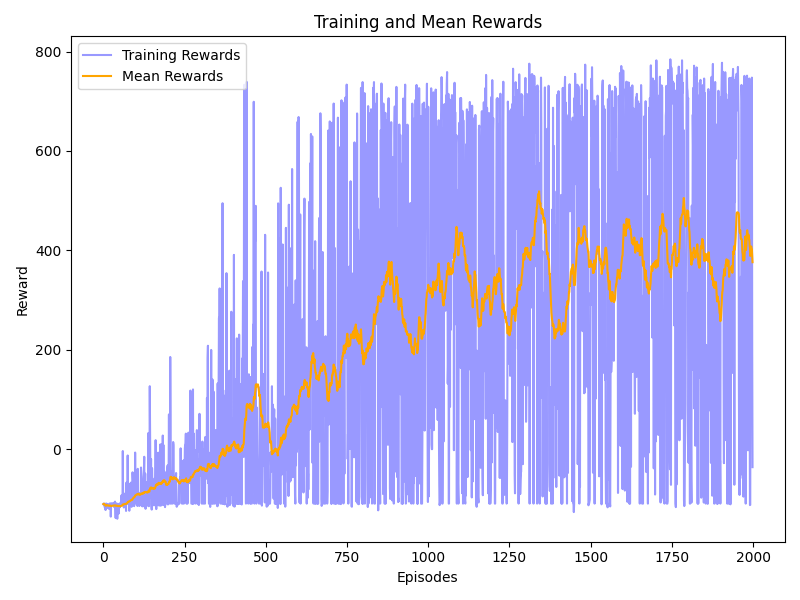 Training and Mean Rewards
Training Rewards
Mean Rewards
800
600
400
200
0
Reward
0 250 500 750 1000 1250 1500 1750 2000
Episodes